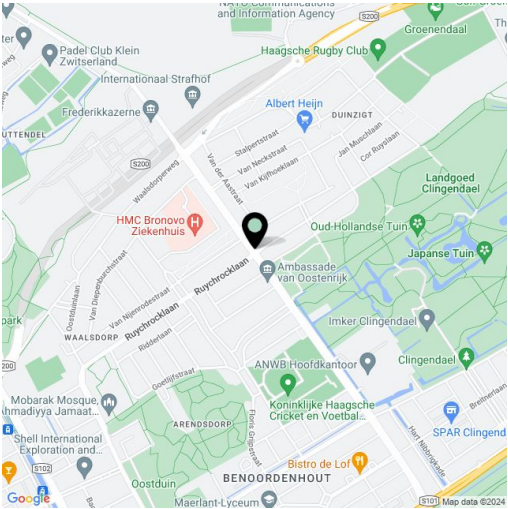 NATO Communications
and Information Agency
S200
Groenendaal
Padel Club Klein
Zwitserland
Haagsche Rugby Club
Internationaal Strafhof
Albert Heijn
Frederikkazerne
DUINZIGT
UTTENDEL
Stalpertstraat
Jan Muschlaan
Cor Ruyslaan
S200
Van Neckstraat
Van der Aastraat
Van Kijfhoeklaan
Waalsdorperweg
Landgoed
Clingendael
HMC Bronovo
Ziekenhuis
Oud-Hollandse Tuin
Japanse Tuin
Van Diepenburchstraat
Oostduinlaan
Ruychrocklaan
Ambassade
van Oostenrijk
park
Van Nijenrodestraat
Ruychrocklaan
Imker Clingendael
WAALSDORP
Ridderlaan
200
ANWB Hoofdkantoor
Clingendael
Goetlijfstraat
Breitnerlaan
Mobarak Mosque,
Ahmadiyya Jamaat...
Koninklijke Haagsche
Cricket en Voetbal...
SPAR Clingend
ARENDSDORP
Floris Grijpstraat
Hart Nibbrigkade
Shell International
Exploration and...
S102
Bistro de Lof
Oostduin
BENOORDENHOUT
Maerlant-Lyceum
Google
S101
Map data ©2024